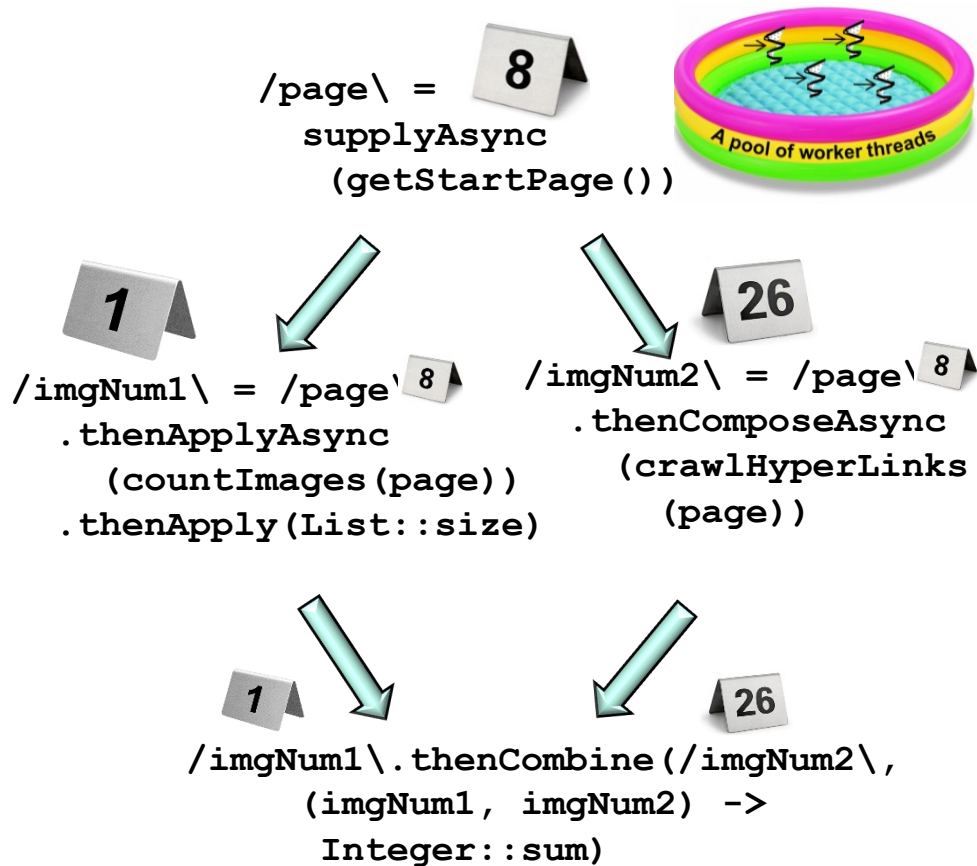 /page\ =
8
supplyAsync
(getStartPage())
A pool of worker threads
1
/imgNum1\ = /page\
8
.thenApplyAsync
(countImages(page))
.thenApply(List::size)
26
/imgNum2\ = /page\
8
.thenComposeAsync
(crawlHyperLinks
(page))
1
26
/imgNum1\.thenCombine(/imgNum2\,
(imgNum1, imgNum2) ->
Integer::sum)